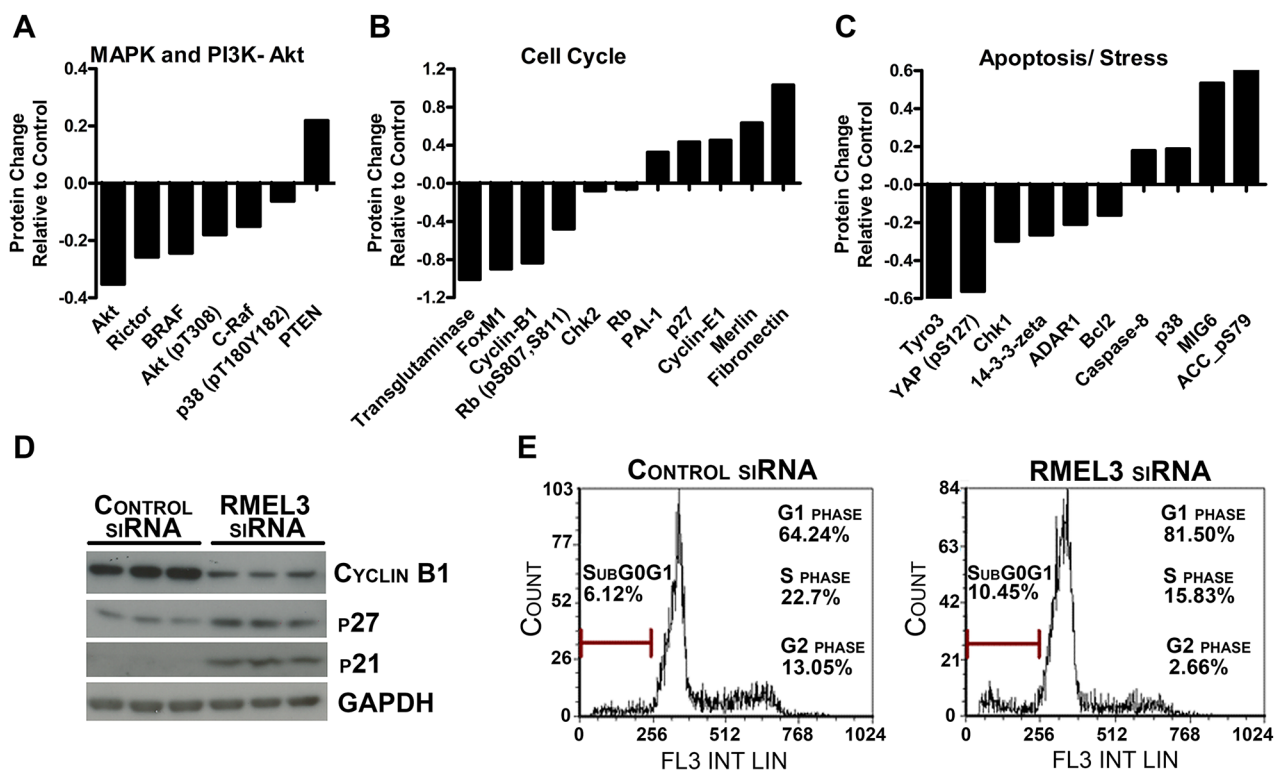 A
MAPK and PI3K- Akt
Protein Change
Relative to Control
0.4
0.2
0.0
-0.2
-0.4
Akt
Rictor
BRAF
Akt (pT308)
C-Raf
p38 (pT180Y182)
PTEN
B
Cell Cycle
Protein Change
Relative to Control
1.2
0.8
0.4
-0.0
-0.4
-0.8
-1.2
Transglutaminase
FoxM1
Cyclin-B1
Rb (pS807,S811)
Chk2
Rb
PAI-1
p27
Cyclin-E1
Merlin
Fibronectin
C
Apoptosis/ Stress
Protein Change
Relative to Control
0.6
0.4
0.2
-0.0
-0.2
-0.4
-0.6
Tyro3
YAP (pS127)
Chk1
14-3-3-zeta
ADAR1
Bcl2
Caspase-8
p38
MIG6
ACC_pS79
D
CONTROL
siRNA
RMEL3
siRNA
CYCLIN B1
P27
P21
GAPDH
E
CONTROL siRNA
COUNT
103
77
52
26
0
SUBG0G1
6.12%
G1 PHASE
64.24%
S PHASE
22.7%
G2 PHASE
13.05%
0 256 512 768 1024
FL3 INT LIN
RMEL3 siRNA
COUNT
84
63
42
21
0
SUBG0G1
10.45%
G1 PHASE
81.50%
S PHASE
15.83%
G2 PHASE
2.66%
0 256 512 768 1024
FL3 INT LIN